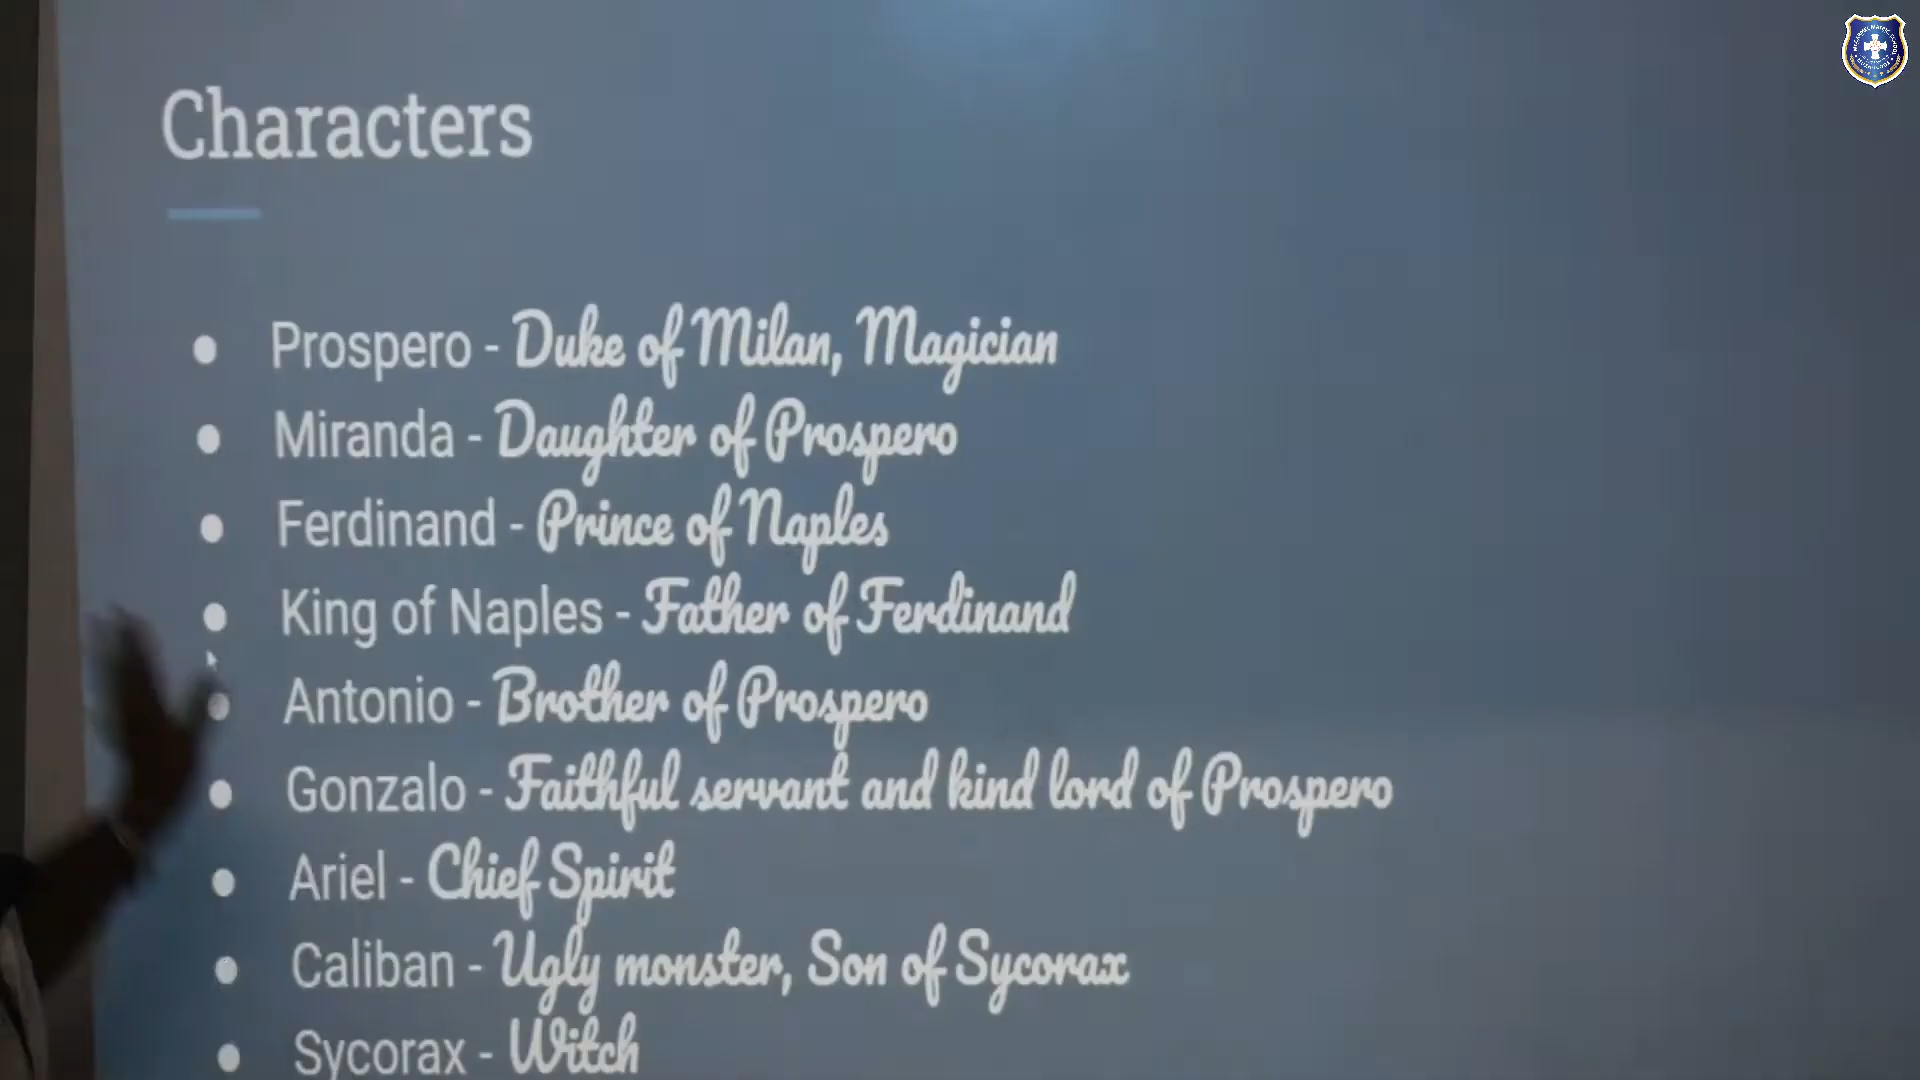 Characters
Prospero - Duke of Milan, Magician
Miranda - Daughter of Prospero
Ferdinand - Prince of Naples
King of Naples - Father of Ferdinand
Antonio - Brother of Prospero
Gonzalo - Faithful servant and kind lord of Prospero
Ariel - Chief Spirit
Caliban - Ugly monster, Son of Sycorax
Sycorax - Witch